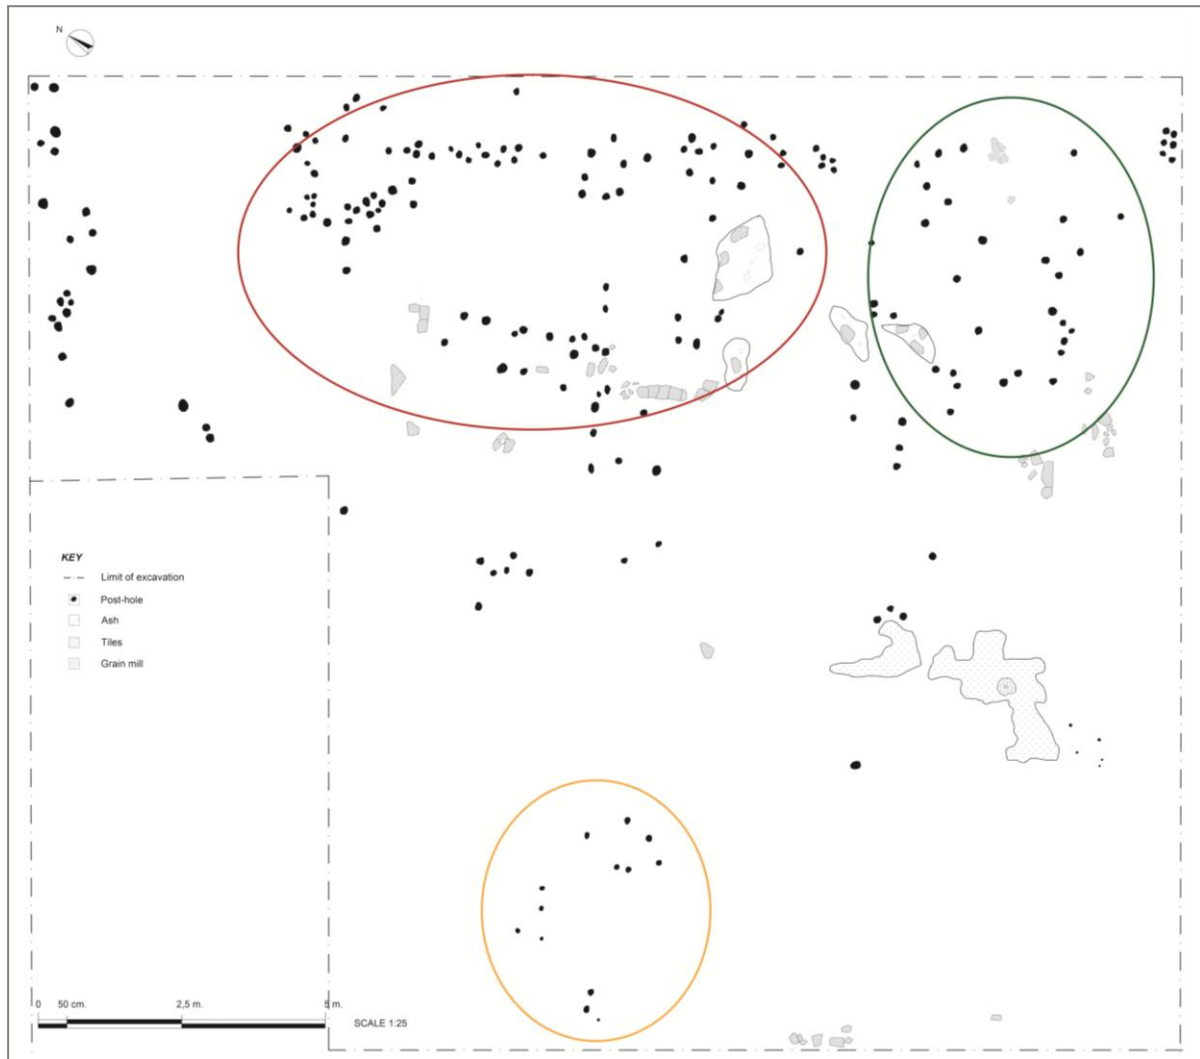 N
KEY
Limit of excavation
Post-hole
Ash
Tiles
Grain mill
0 50 cm. 2,5 m. 5 m.
SCALE 1:25